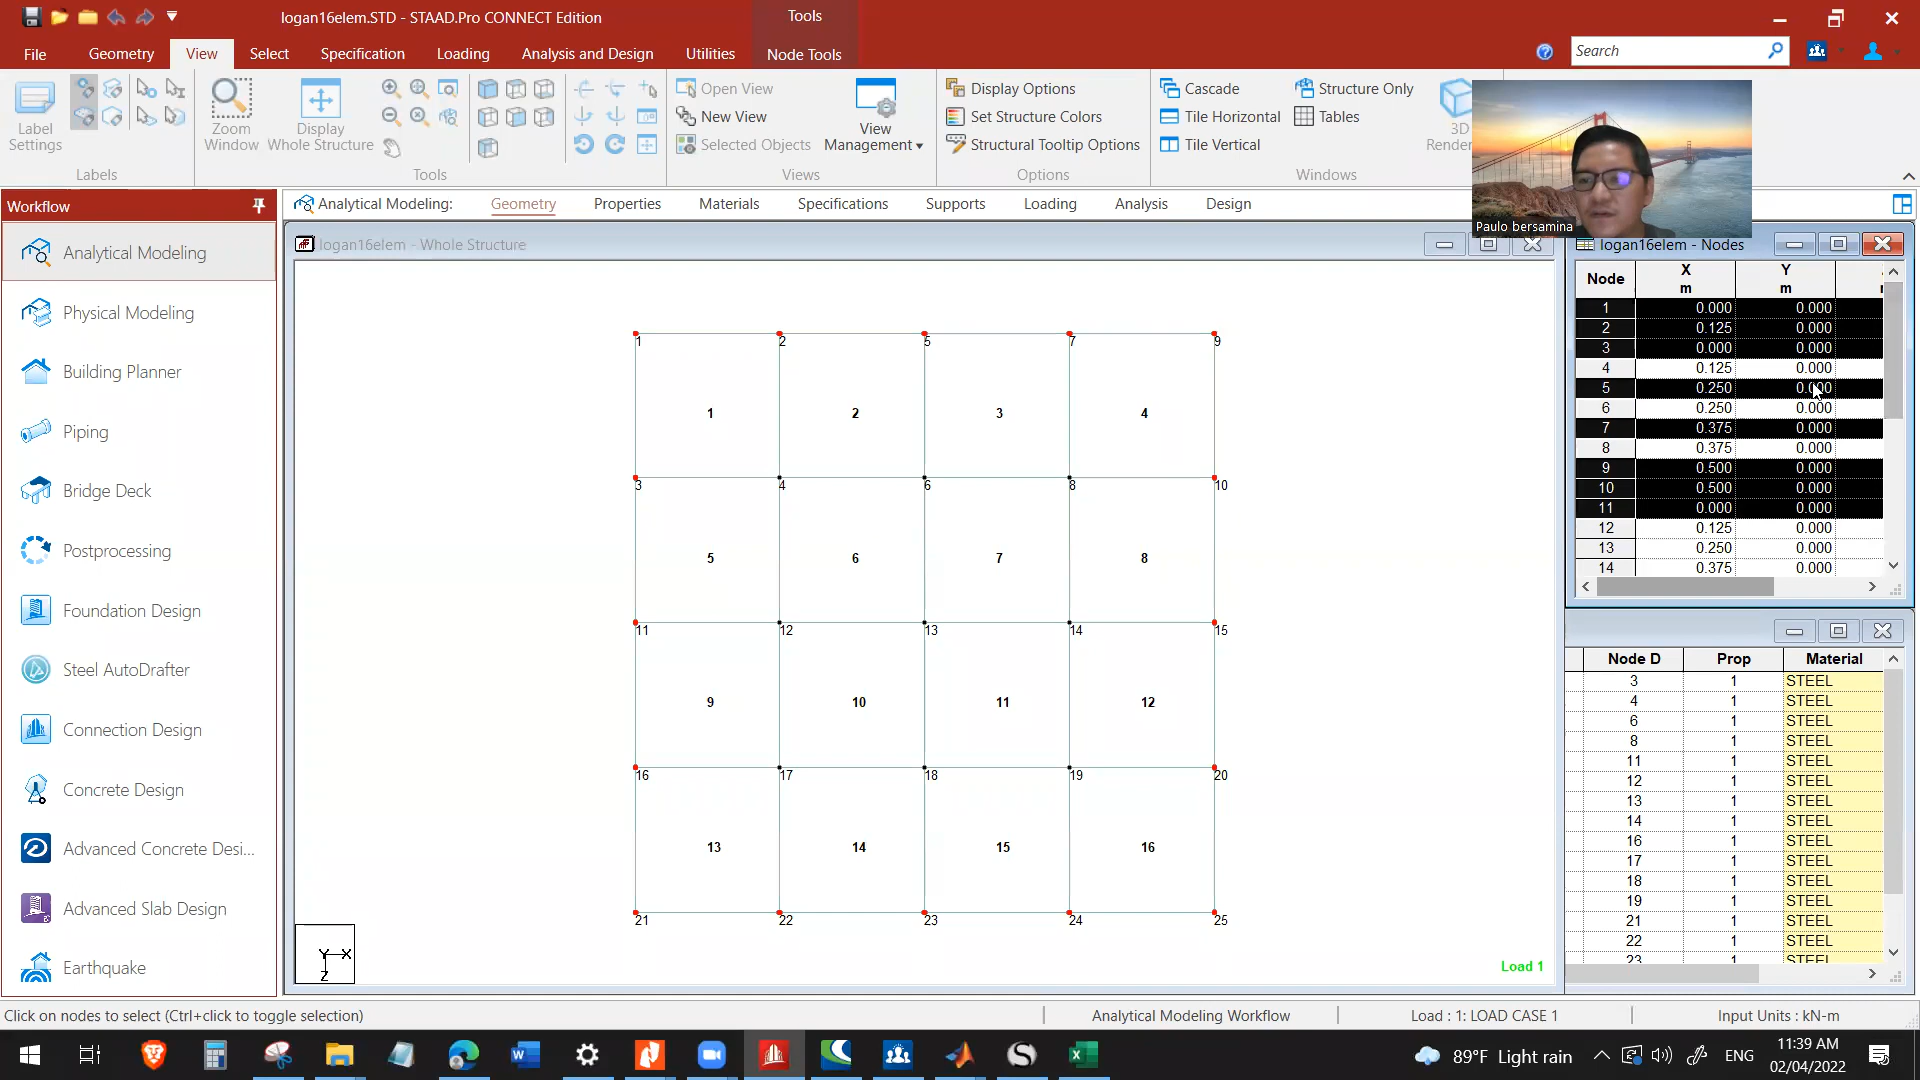 logan16elem.STD - STAAD.Pro CONNECT Edition
Tools
File
Geometry
View
Select
Specification
Loading
Analysis and Design
Utilities
Node Tools
Search
Label Settings
Zoom Window
Display Whole Structure
Open View
New View
Selected Objects
View Management
Display Options
Set Structure Colors
Structural Tooltip Options
Cascade
Tile Horizontal
Tile Vertical
Structure Only
Tables
3D
Render
Labels
Tools
Views
Options
Windows
Paulo bersamina
Workflow
Analytical Modeling:
Geometry
Properties
Materials
Specifications
Supports
Loading
Analysis
Design
Analytical Modeling
Physical Modeling
Building Planner
Piping
Bridge Deck
Postprocessing
Foundation Design
Steel AutoDrafter
Connection Design
Concrete Design
Advanced Concrete Desi...
Advanced Slab Design
Earthquake
logan16elem - Whole Structure
1 2 5 7 9
1 2 3 4
3 4 6 8 10
5 6 7 8
11 12 13 14 15
9 10 11 12
16 17 18 19 20
13 14 15 16
21 22 23 24 25
Y X
Z
Load 1
logan16elem - Nodes
Node X m Y m
1 0.000 0.000
2 0.125 0.000
3 0.000 0.000
4 0.125 0.000
5 0.250 0.000
6 0.250 0.000
7 0.375 0.000
8 0.375 0.000
9 0.500 0.000
10 0.500 0.000
11 0.000 0.000
12 0.125 0.000
13 0.250 0.000
14 0.375 0.000
Node D Prop Material
3 1 STEEL
4 1 STEEL
6 1 STEEL
8 1 STEEL
11 1 STEEL
12 1 STEEL
13 1 STEEL
14 1 STEEL
16 1 STEEL
17 1 STEEL
18 1 STEEL
19 1 STEEL
21 1 STEEL
22 1 STEEL
23 1 STEEL
Click on nodes to select (Ctrl+click to toggle selection)
Analytical Modeling Workflow
Load : 1: LOAD CASE 1
Input Units : kN-m
89°F Light rain
ENG
11:39 AM
02/04/2022